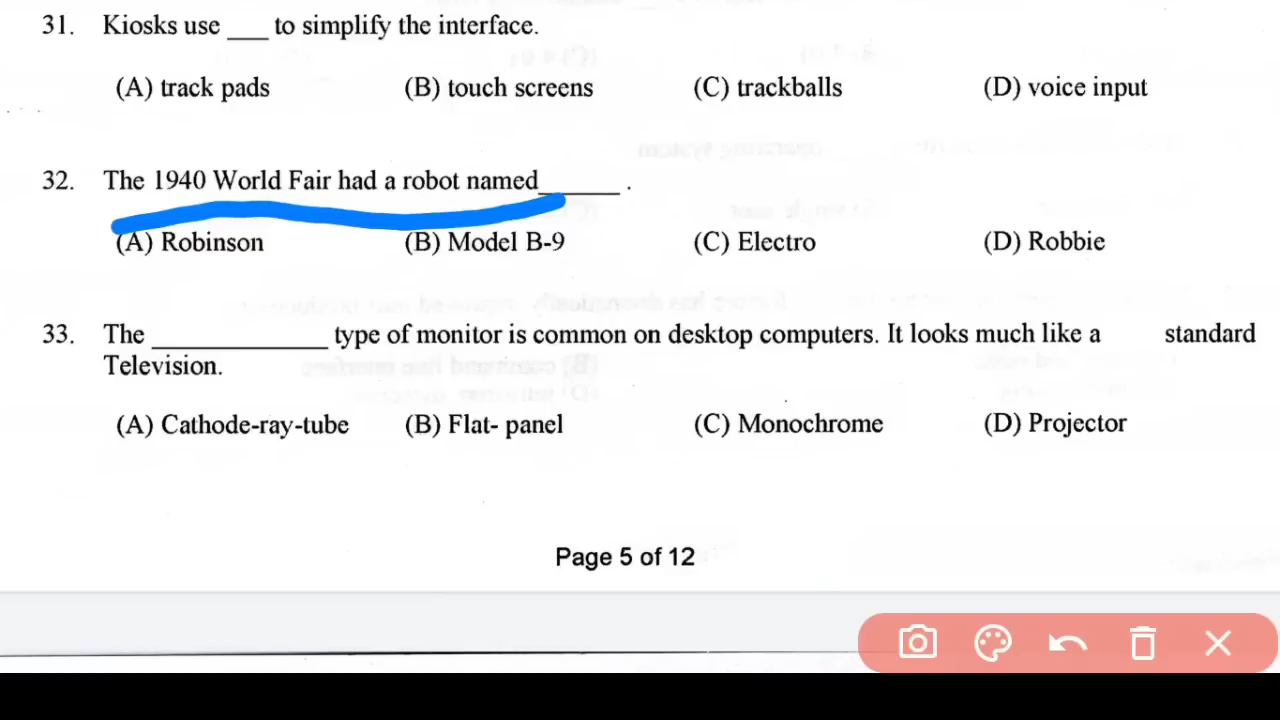 31. Kiosks use ___ to simplify the interface.
(A) track pads (B) touch screens (C) trackballs (D) voice input
32. The 1940 World Fair had a robot named______ .
(A) Robinson (B) Model B-9 (C) Electro (D) Robbie
33. The _____________ type of monitor is common on desktop computers. It looks much like a standard
Television.
(A) Cathode-ray-tube (B) Flat- panel (C) Monochrome (D) Projector
Page 5 of 12